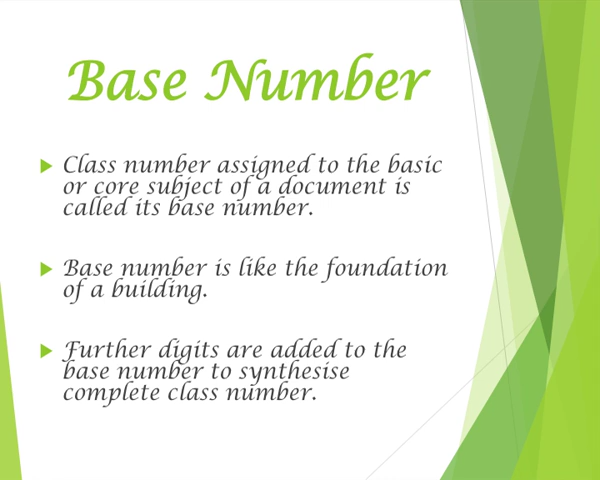 Base Number
Class number assigned to the basic
or core subject of a document is
called its base number.
Base number is like the foundation
of a building.
Further digits are added to the
base number to synthesise
complete class number.